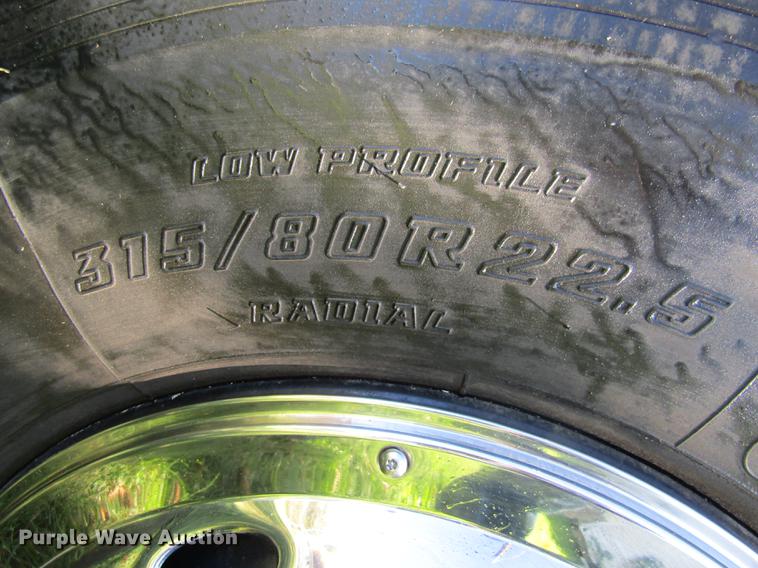 LOW PROFILE
315/80R22.5
RADIAL
Purple Wave Auction